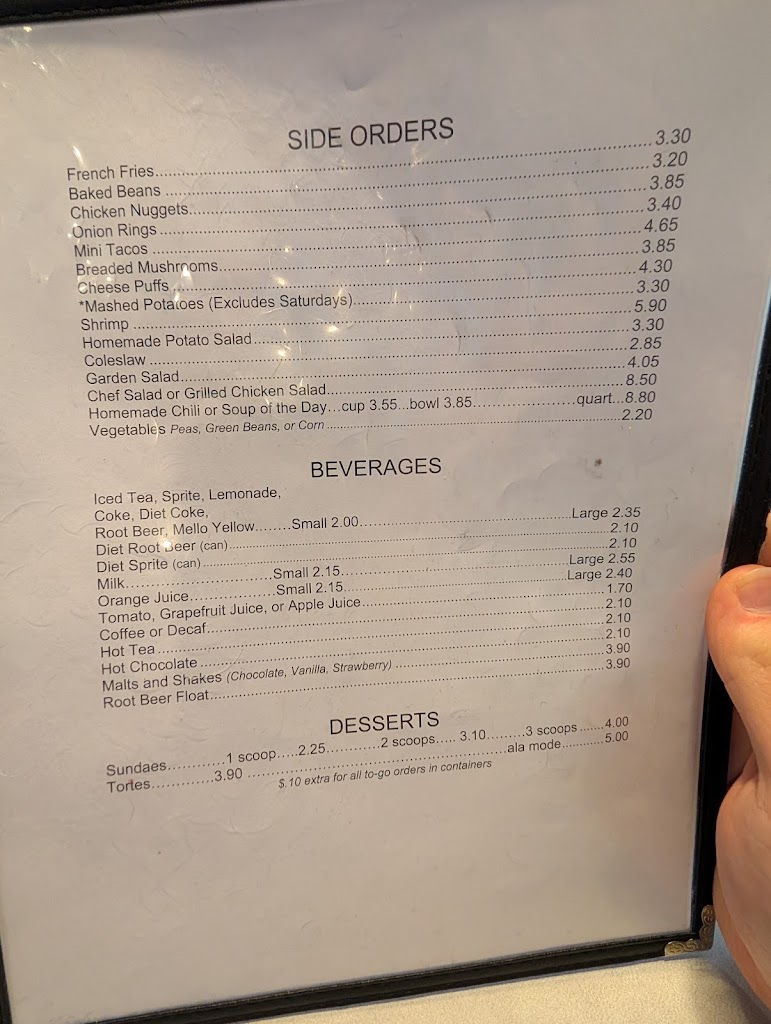 SIDE ORDERS
French Fries...3.30
Baked Beans...3.20
Chicken Nuggets...3.85
Onion Rings...3.40
Mini Tacos...4.65
Breaded Mushrooms...3.85
Cheese Puffs...4.30
*Mashed Potatoes (Excludes Saturdays)...3.30
Shrimp...5.90
Homemade Potato Salad...3.30
Coleslaw...2.85
Garden Salad...4.05
Chef Salad or Grilled Chicken Salad...8.50
Homemade Chili or Soup of the Day...cup 3.55...bowl 3.85...quart...8.80
Vegetables Peas, Green Beans, or Corn...2.20
BEVERAGES
Iced Tea, Sprite, Lemonade,
Coke, Diet Coke,
Root Beer, Mello Yellow...Small 2.00...Large 2.35
Diet Root Beer (can)...2.10
Diet Sprite (can)...2.10
Milk...Small 2.15...Large 2.55
Orange Juice...Small 2.15...Large 2.40
Tomato, Grapefruit Juice, or Apple Juice...1.70
Coffee or Decaf...2.10
Hot Tea...2.10
Hot Chocolate...2.10
Malts and Shakes (Chocolate, Vanilla, Strawberry)...3.90
Root Beer Float...3.90
DESSERTS
Sundaes...1 scoop...2.25...2 scoops...3.10...3 scoops...4.00
Tortes...3.90...ala mode...5.00
$.10 extra for all to-go orders in containers